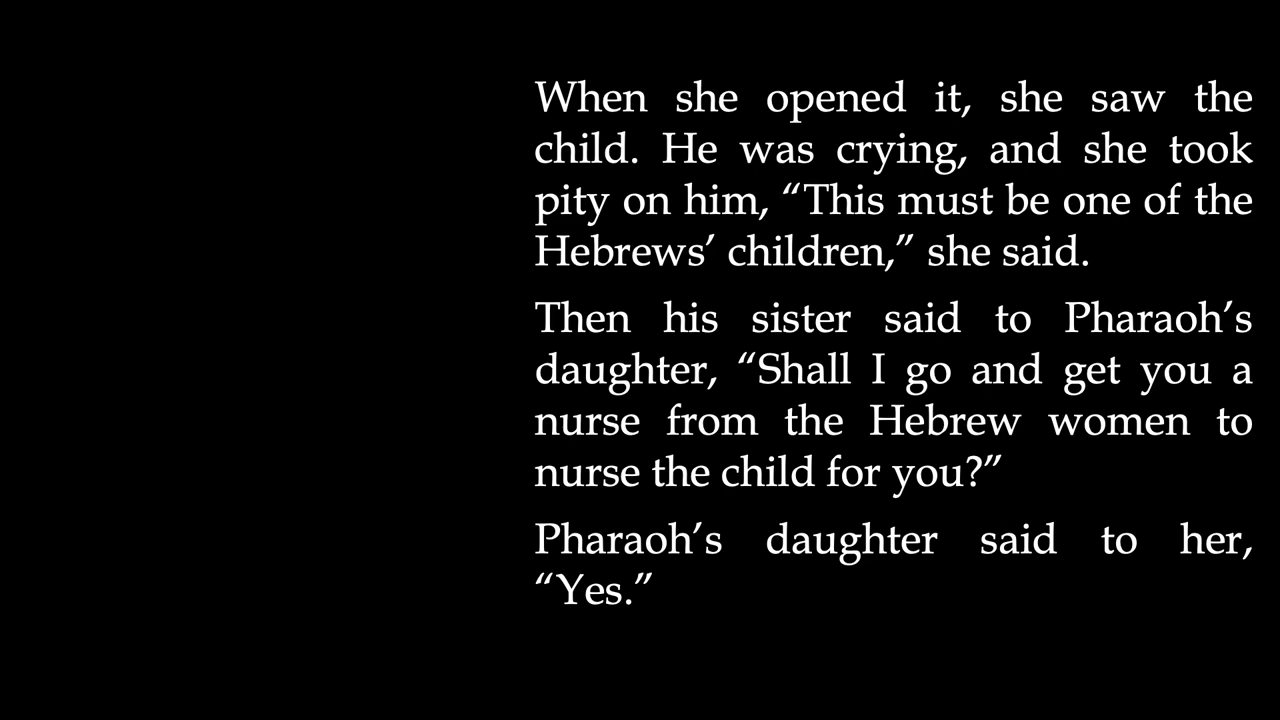 When she opened it, she saw the
child. He was crying, and she took
pity on him, “This must be one of the
Hebrews’ children,” she said.
Then his sister said to Pharaoh’s
daughter, “Shall I go and get you a
nurse from the Hebrew women to
nurse the child for you?”
Pharaoh’s daughter said to her,
“Yes.”